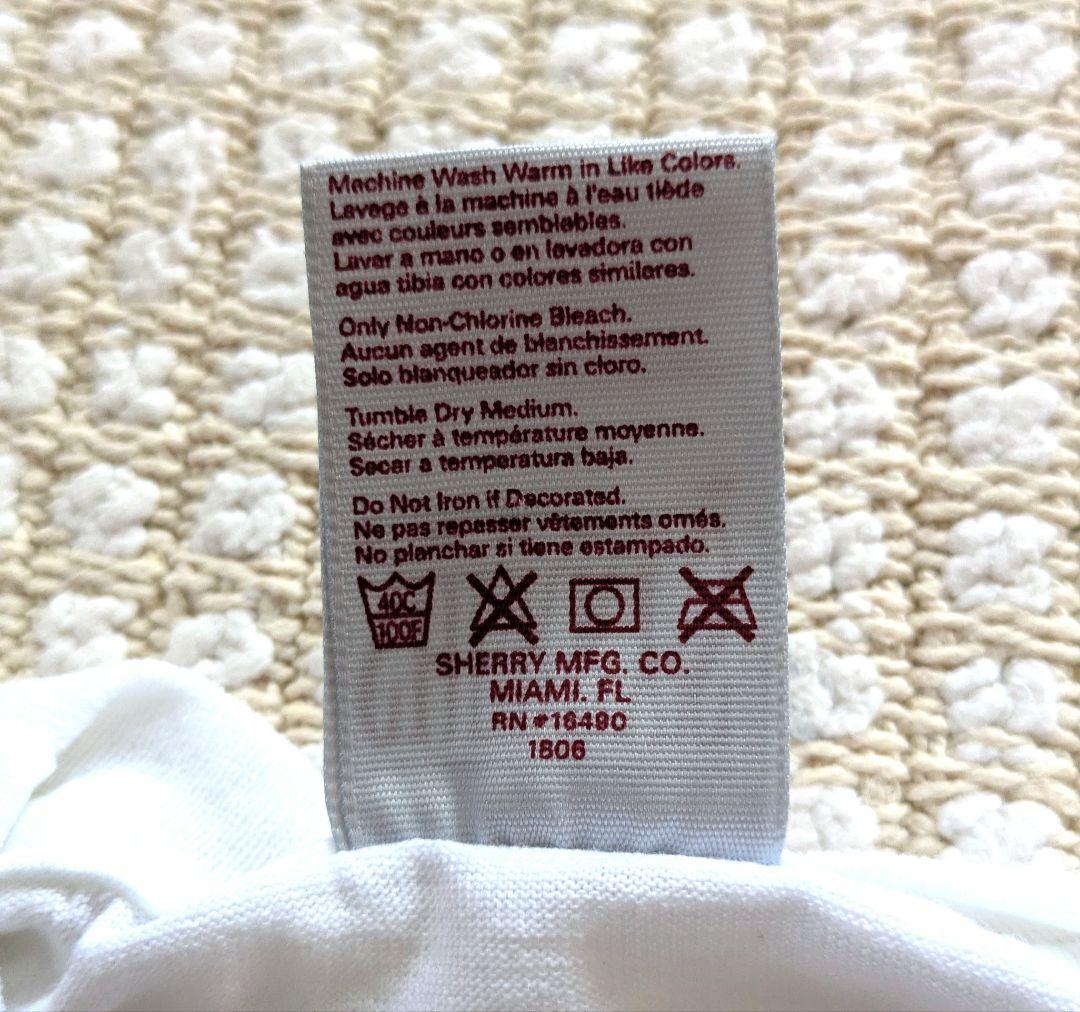 Machine Wash Warm in Like Colors.
Lavage à la machine à l'eau tiède
avec couleurs semblables.
Lavar a mano o en lavadora con
agua tibia con colores similares.
Only Non-Chlorine Bleach.
Aucun agent de blanchissement.
Solo blanqueador sin cloro.
Tumble Dry Medium.
Sécher à température moyenne.
Secar a temperatura baja.
Do Not Iron if Decorated.
Ne pas repasser vêtements ornés.
No planchar si tiene estampado.
40C
100F
SHERRY MFG. CO.
MIAMI. FL
RN #16490
1806